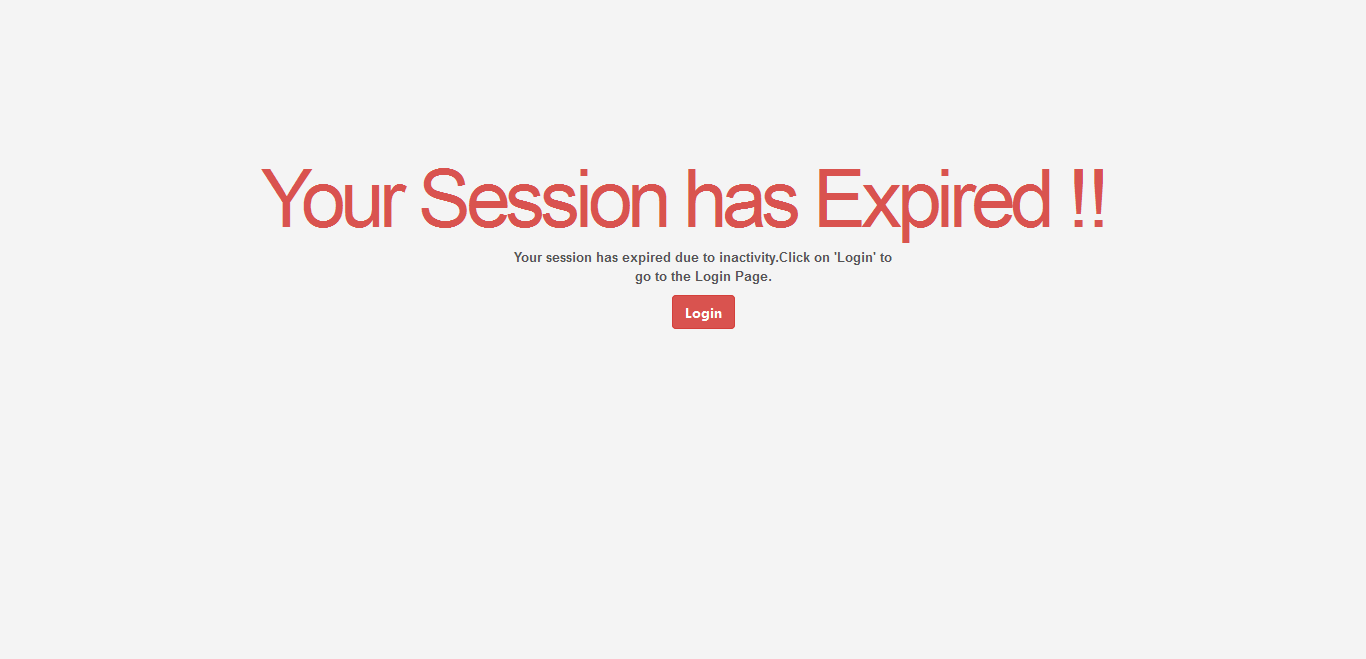 Your Session has Expired !!
Your session has expired due to inactivity.Click on 'Login' to
go to the Login Page.
Login